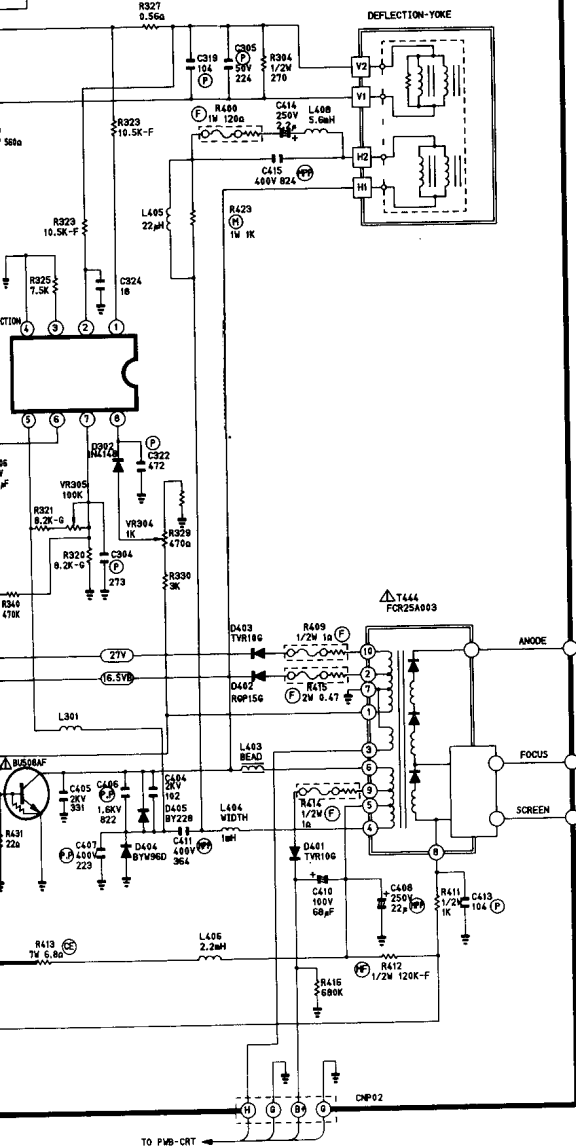 R327
0.56Ω
DEFLECTION-YOKE
C319
104
P
C305
P
50V
224
R304
1/2W
270
V2
V1
H2
H1
F
R400
1W 120Ω
C414
250V
2.2μ
+
L408
5.6mH
R323
10.5K-F
560Ω
C415
400V 824
MPP
L405
22μH
R423
M
1W 1K
R323
10.5K-F
R325
7.5K
C324
18
CTION
4
3
2
1
5
6
7
8
D302
1N4148
P
C322
472
VR305
100K
R321
8.2K-G
VR304
1K
R329
470Ω
R320
8.2K-G
C304
P
273
R330
3K
R340
470K
T444
FCR25A003
D403
TVR10G
R409
1/2W 1Ω
F
27V
16.5VB
D402
RGP15G
F
R415
2W 0.47
10
2
7
1
3
6
9
5
4
8
ANODE
FOCUS
SCREEN
L301
BU508AF
L403
BEAD
C405
2KV
331
C406
P.P
1.6KV
822
C404
2KV
102
D405
BY228
L404
WIDTH
1mH
R414
1/2W
1Ω
F
R431
22Ω
P.P
C407
400V
223
D404
BYW96D
C411
400V
364
MPP
D401
TVR10G
C410
100V
68μF
+
C408
250V
22μ
MPP
R411
1/2W
1K
C413
104
P
R413
7W 6.8Ω
CE
L406
2.2mH
MF
R412
1/2W 120K-F
R416
680K
CNP02
H
G
B+
G
TO PWB-CRT